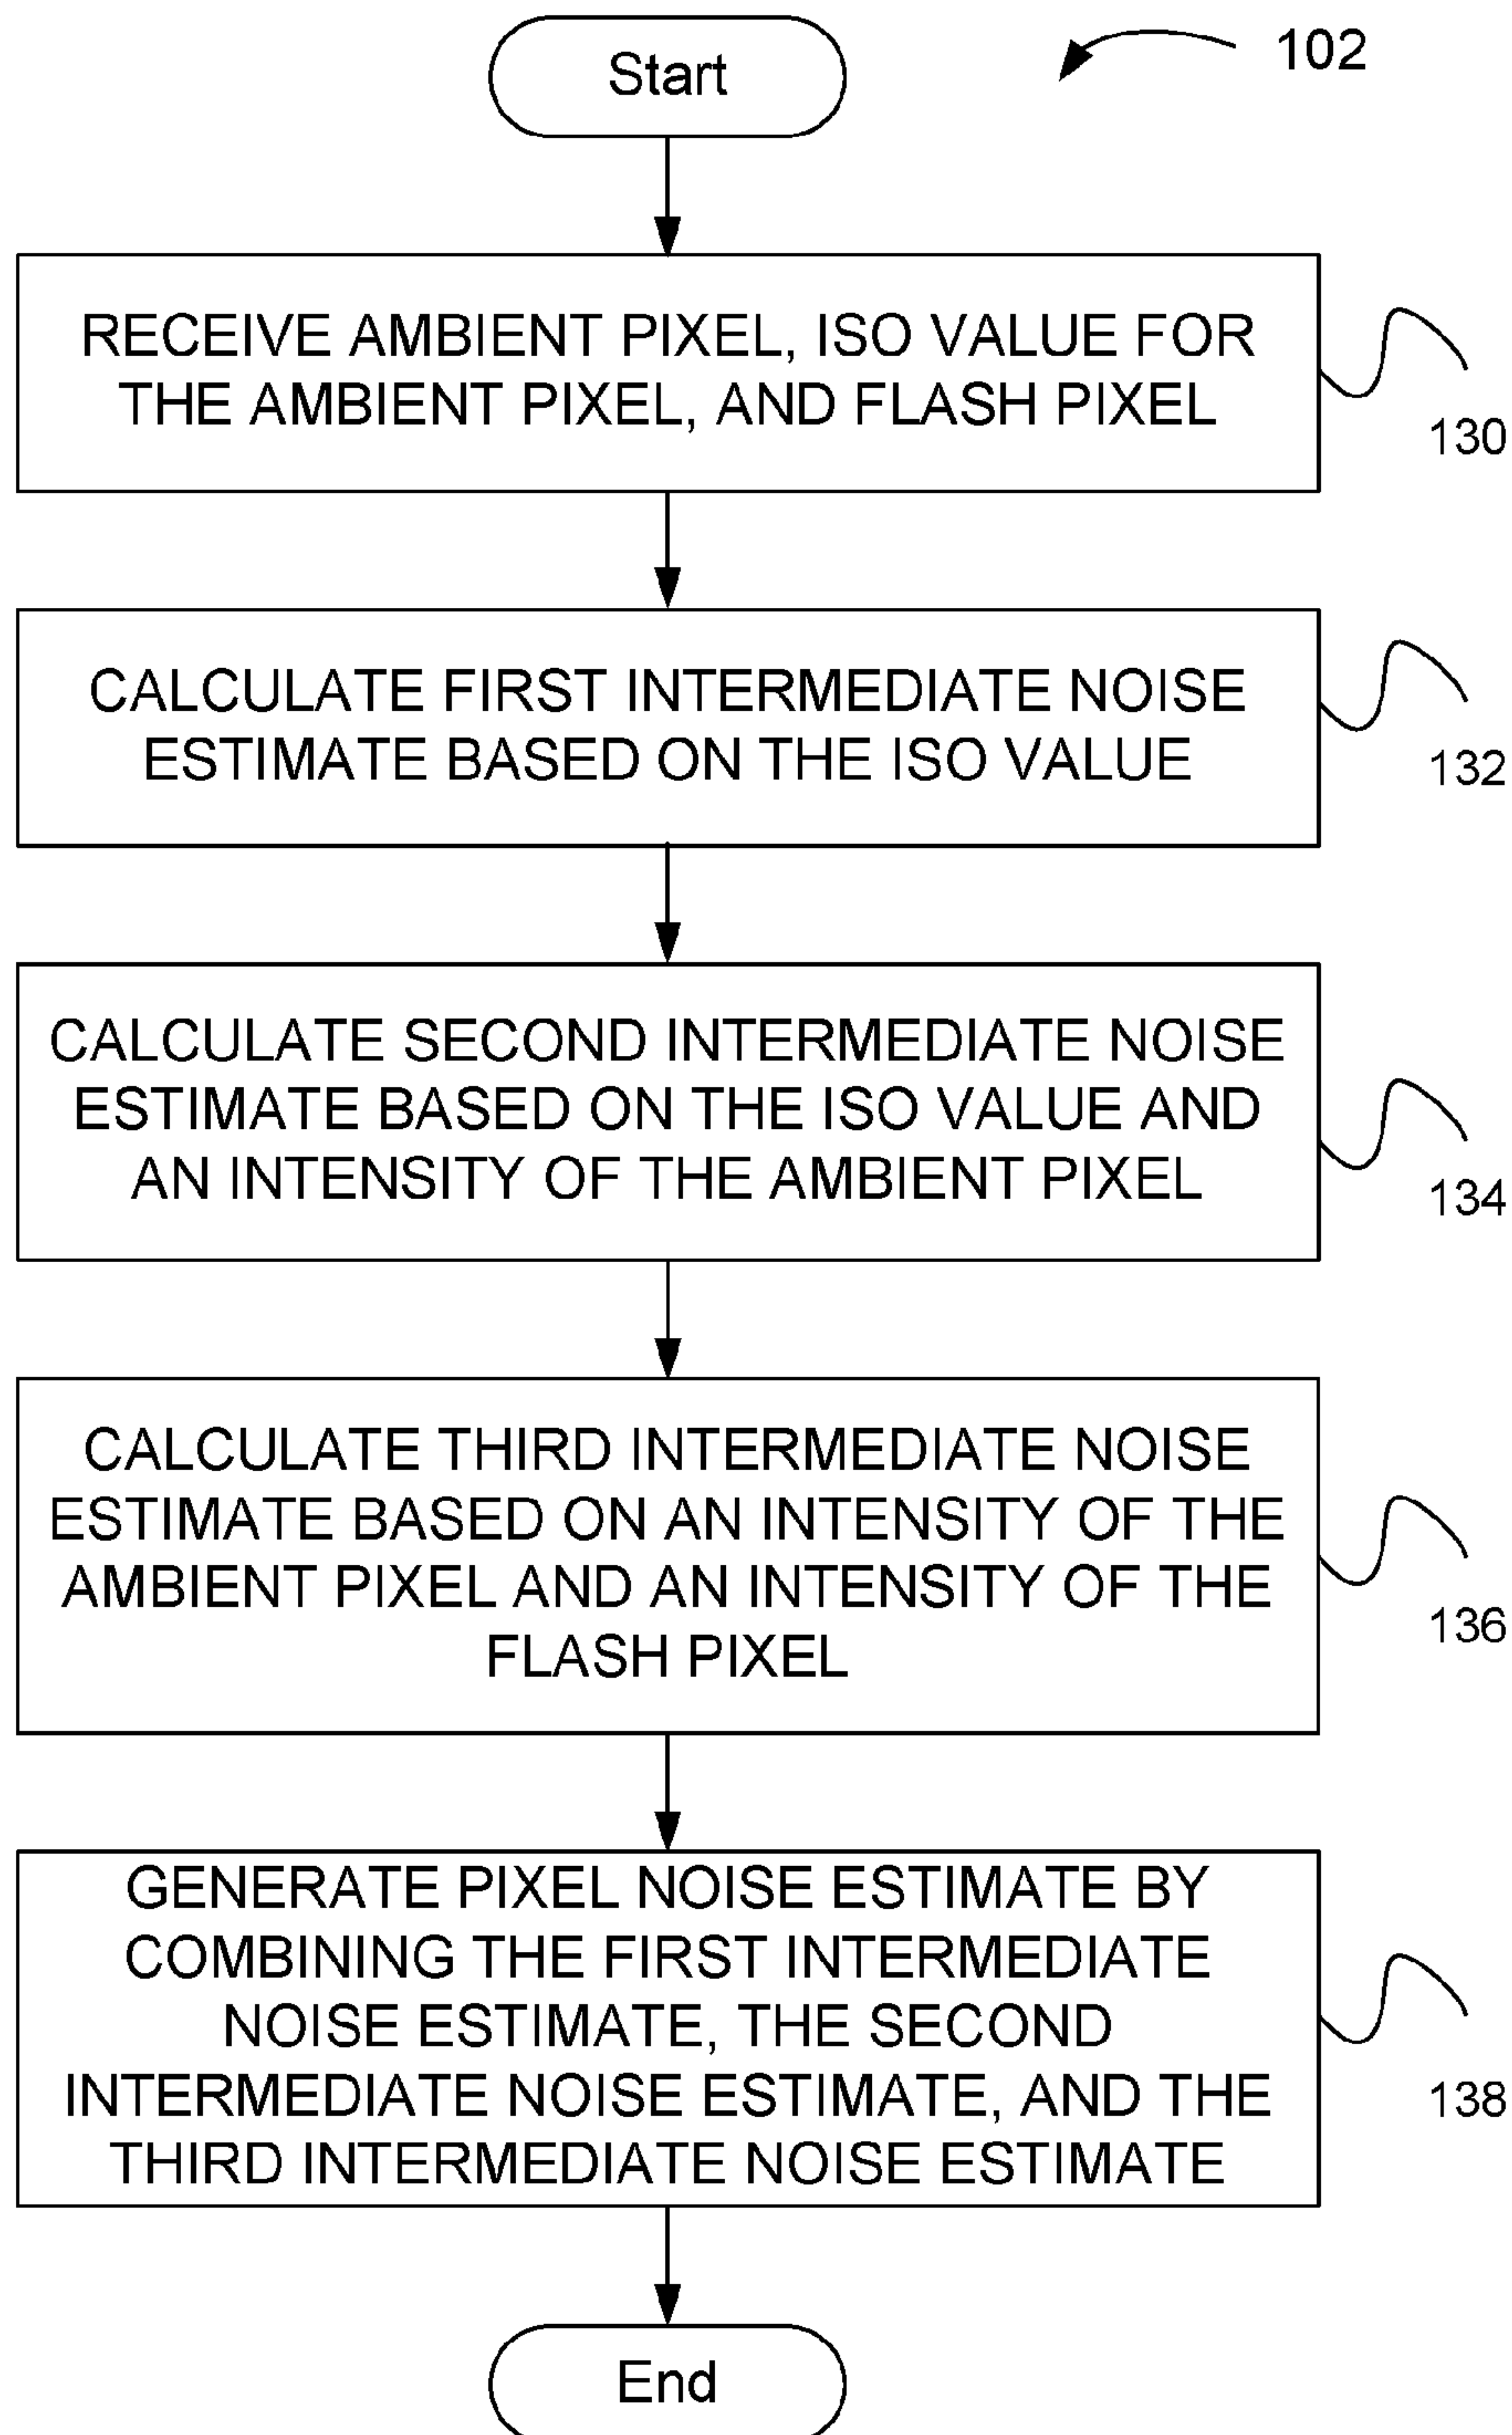 Start
102
RECEIVE AMBIENT PIXEL, ISO VALUE FOR
THE AMBIENT PIXEL, AND FLASH PIXEL
130
CALCULATE FIRST INTERMEDIATE NOISE
ESTIMATE BASED ON THE ISO VALUE
132
CALCULATE SECOND INTERMEDIATE NOISE
ESTIMATE BASED ON THE ISO VALUE AND
AN INTENSITY OF THE AMBIENT PIXEL
134
CALCULATE THIRD INTERMEDIATE NOISE
ESTIMATE BASED ON AN INTENSITY OF THE
AMBIENT PIXEL AND AN INTENSITY OF THE
FLASH PIXEL
136
GENERATE PIXEL NOISE ESTIMATE BY
COMBINING THE FIRST INTERMEDIATE
NOISE ESTIMATE, THE SECOND
INTERMEDIATE NOISE ESTIMATE, AND THE
THIRD INTERMEDIATE NOISE ESTIMATE
138
End